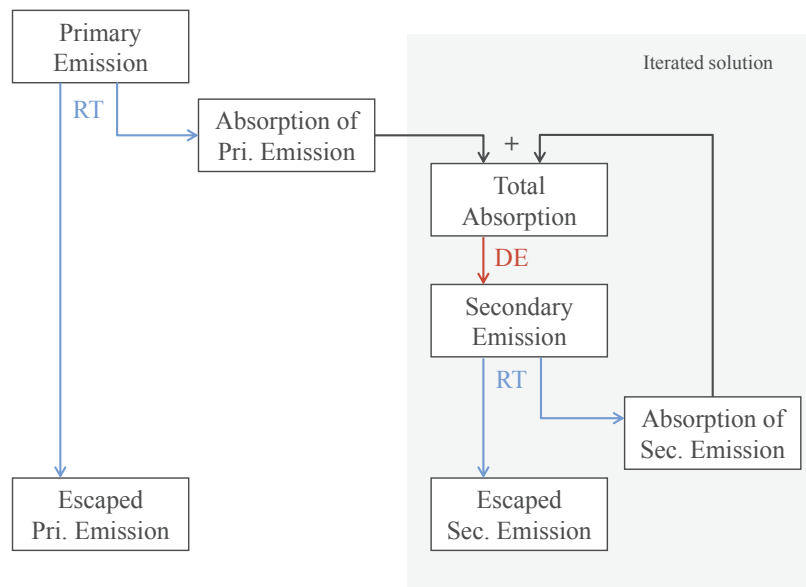 Primary
Emission
Iterated solution
RT
Absorption of
Pri. Emission
+
Total
Absorption
DE
Secondary
Emission
RT
Absorption of
Sec. Emission
Escaped
Pri. Emission
Escaped
Sec. Emission